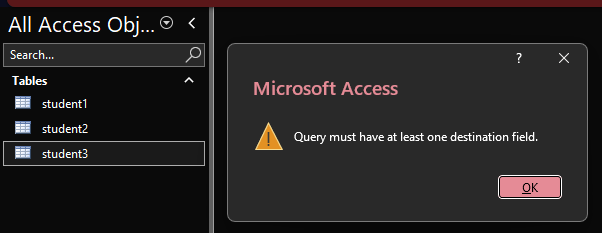 All Access Obj...
Search...
Tables
student1
student2
student3
?
Microsoft Access
Query must have at least one destination field.
OK